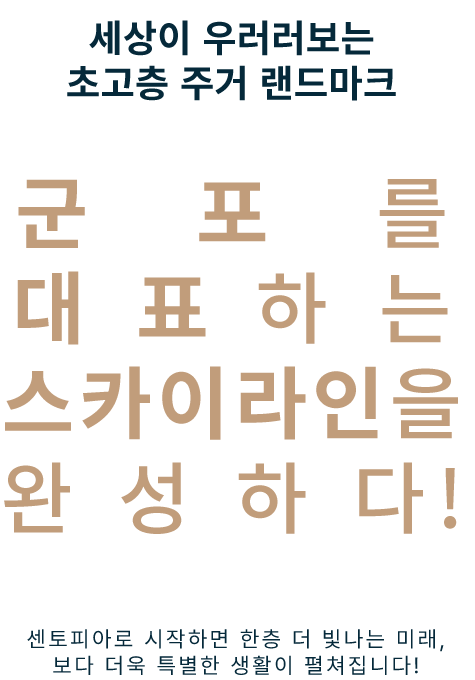 세상이 우러러보는
초고층 주거 랜드마크
군포를
대표하는
스카이라인을
완성하다!
센토피아로 시작하면 한층 더 빛나는 미래,
보다 더욱 특별한 생활이 펼쳐집니다!